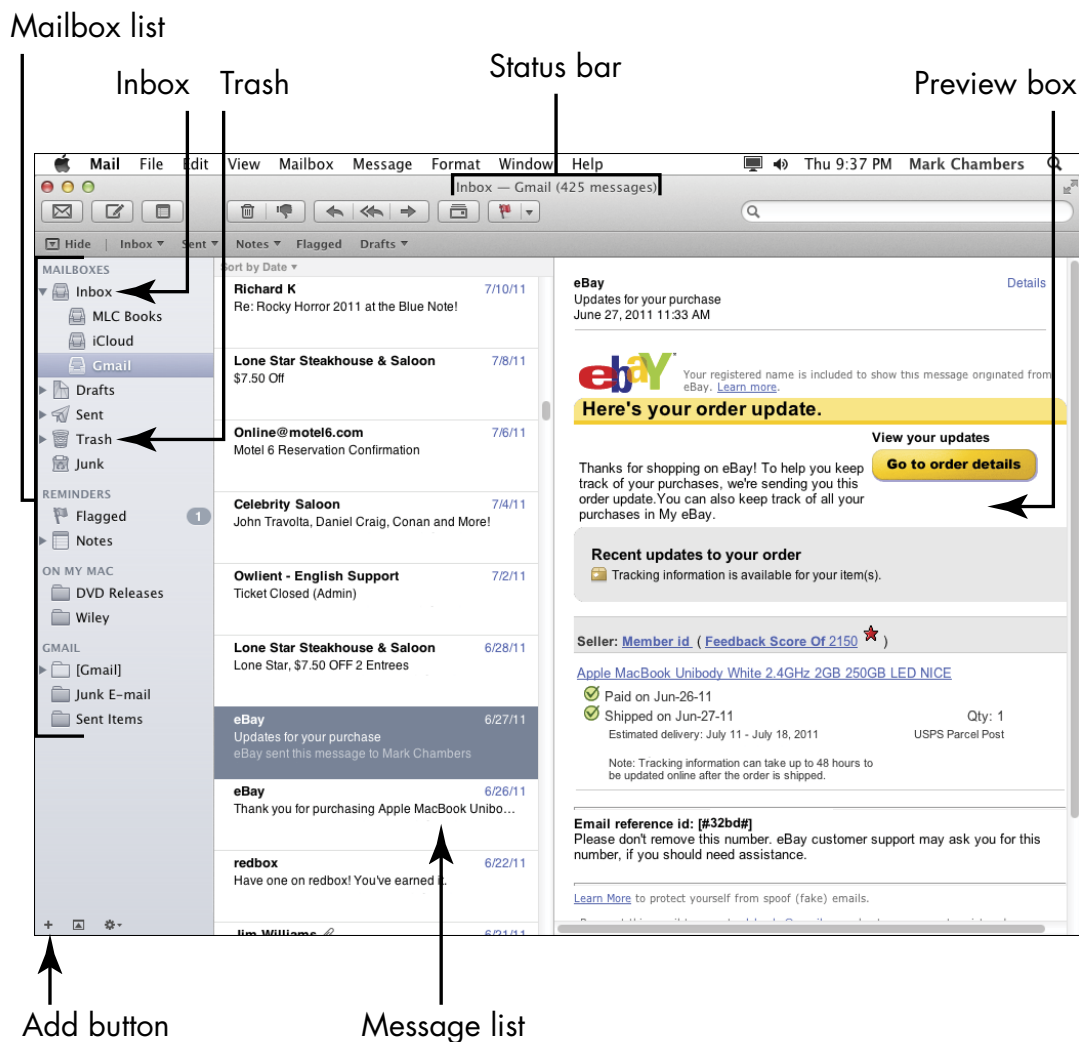 Mailbox list
Inbox
Trash
Status bar
Preview box
Mail File Edit View Mailbox Message Format Window Help Thu 9:37 PM Mark Chambers
Inbox — Gmail (425 messages)
Hide | Inbox Sent Notes Flagged Drafts
MAILBOXES
Inbox
MLC Books
iCloud
Gmail
Drafts
Sent
Trash
Junk
REMINDERS
Flagged 1
Notes
ON MY MAC
DVD Releases
Wiley
GMAIL
[Gmail]
Junk E-mail
Sent Items
Sort by Date
Richard K 7/10/11
Re: Rocky Horror 2011 at the Blue Note!
Lone Star Steakhouse & Saloon 7/8/11
$7.50 Off
Online@motel6.com 7/6/11
Motel 6 Reservation Confirmation
Celebrity Saloon 7/4/11
John Travolta, Daniel Craig, Conan and More!
Owlient - English Support 7/2/11
Ticket Closed (Admin)
Lone Star Steakhouse & Saloon 6/28/11
Lone Star, $7.50 OFF 2 Entrees
eBay 6/27/11
Updates for your purchase
eBay sent this message to Mark Chambers
eBay 6/26/11
Thank you for purchasing Apple MacBook Unibo...
redbox 6/22/11
Have one on redbox! You've earned it.
Jim Williams 6/21/11
eBay Details
Updates for your purchase
June 27, 2011 11:33 AM
ebaY
Your registered name is included to show this message originated from
eBay. Learn more.
Here's your order update.
View your updates
Go to order details
Thanks for shopping on eBay! To help you keep
track of your purchases, we're sending you this
order update.You can also keep track of all your
purchases in My eBay.
Recent updates to your order
Tracking information is available for your item(s).
Seller: Member id ( Feedback Score Of 2150 )
Apple MacBook Unibody White 2.4GHz 2GB 250GB LED NICE
Paid on Jun-26-11
Shipped on Jun-27-11 Qty: 1
Estimated delivery: July 11 - July 18, 2011 USPS Parcel Post
Note: Tracking information can take up to 48 hours to
be updated online after the order is shipped.
Email reference id: [#32bd#]
Please don't remove this number. eBay customer support may ask you for this
number, if you should need assistance.
Learn More to protect yourself from spoof (fake) emails.
Add button
Message list